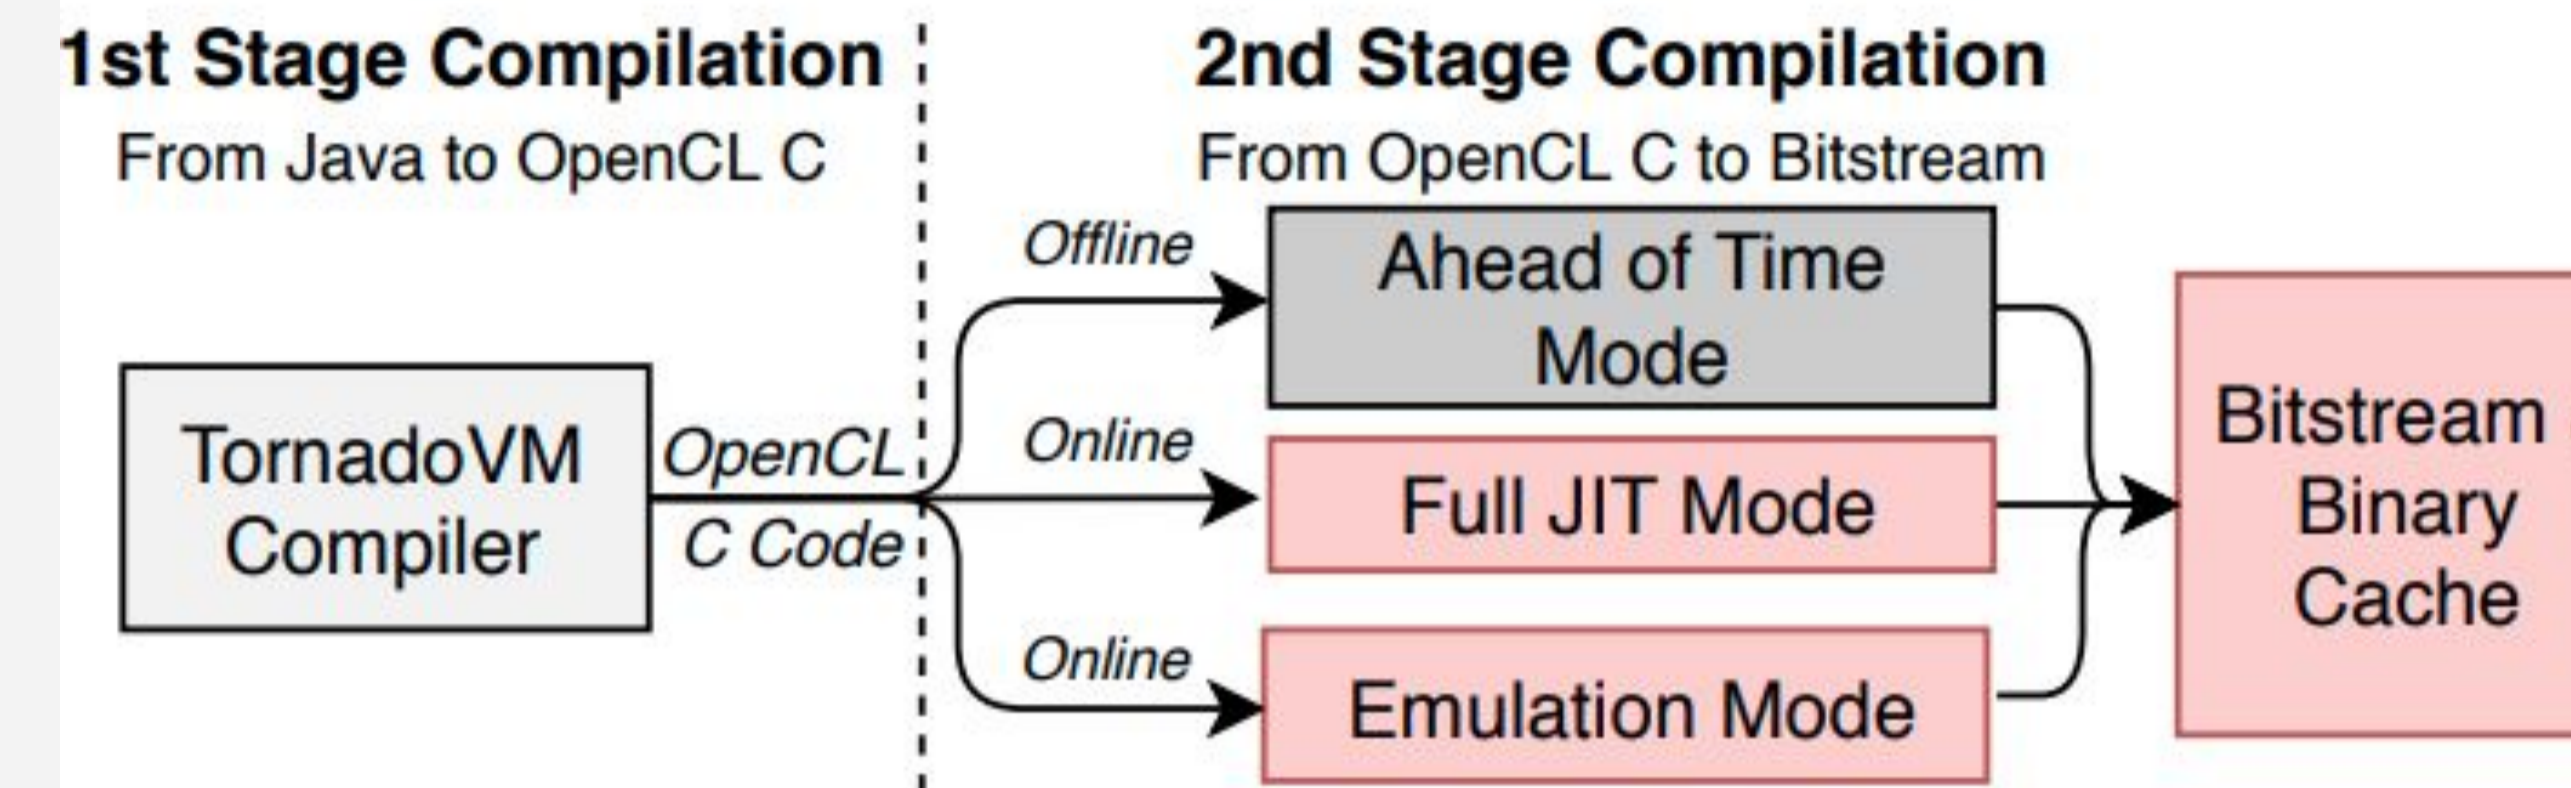 1st Stage Compilation
From Java to OpenCL C
TornadoVM
Compiler
OpenCL
C Code
2nd Stage Compilation
From OpenCL C to Bitstream
Offline
Ahead of Time
Mode
Online
Full JIT Mode
Online
Emulation Mode
Bitstream
Binary
Cache